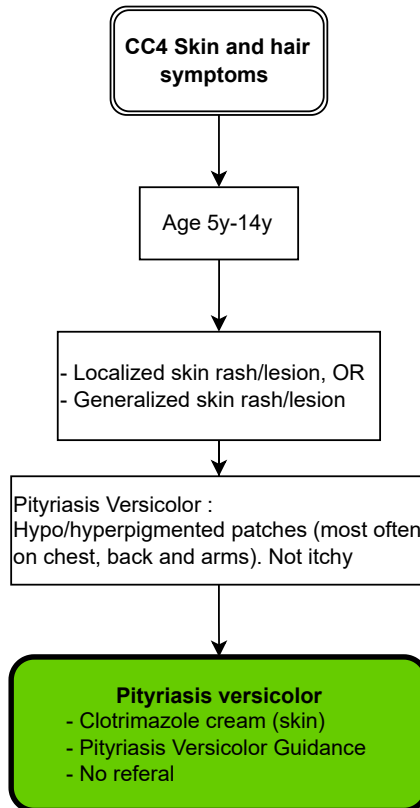 CC4 Skin and hair
symptoms
Age 5y-14y
- Localized skin rash/lesion, OR
- Generalized skin rash/lesion
Pityriasis Versicolor :
Hypo/hyperpigmented patches (most often
on chest, back and arms). Not itchy
Pityriasis versicolor
- Clotrimazole cream (skin)
- Pityriasis Versicolor Guidance
- No referal